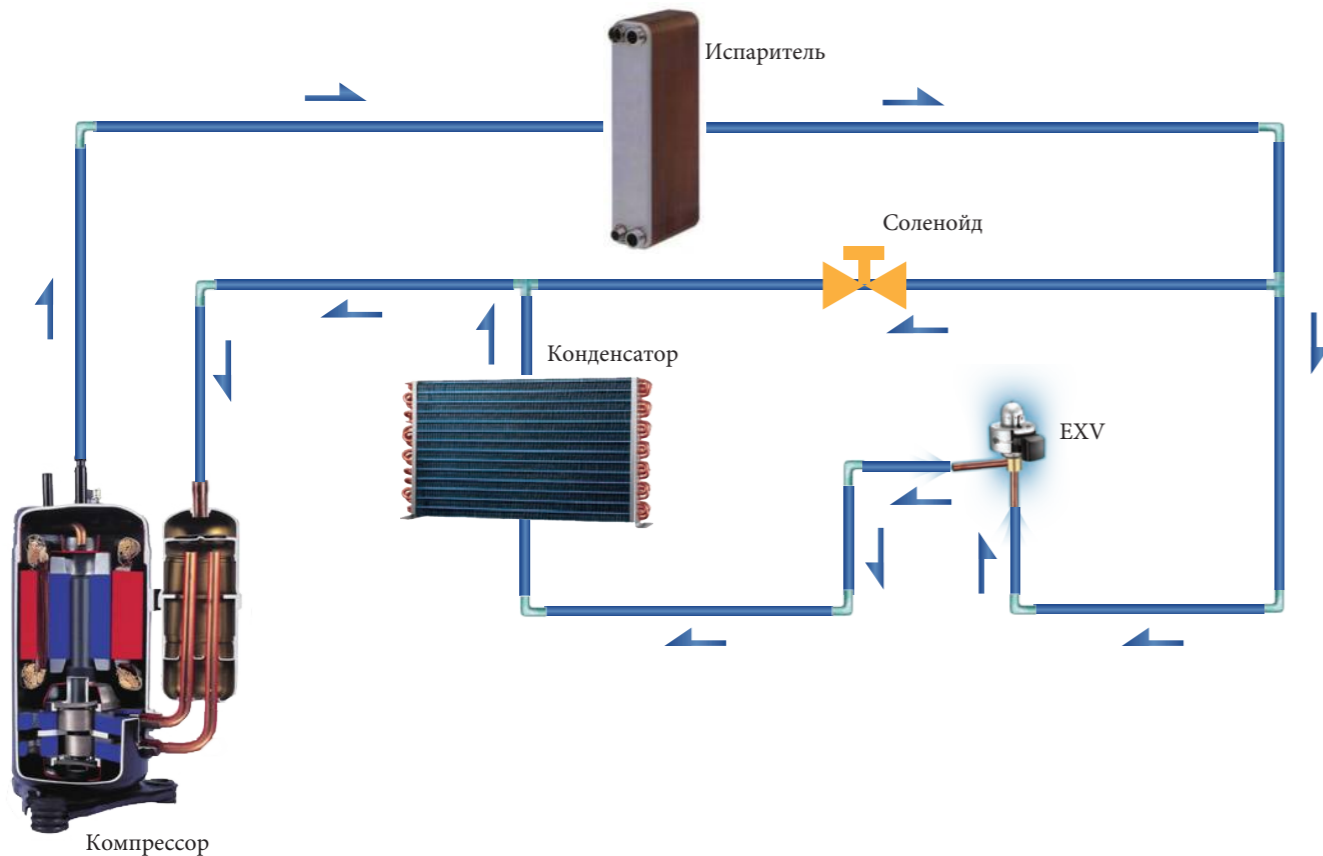 Испаритель
Соленойд
Конденсатор
EXV
Компрессор